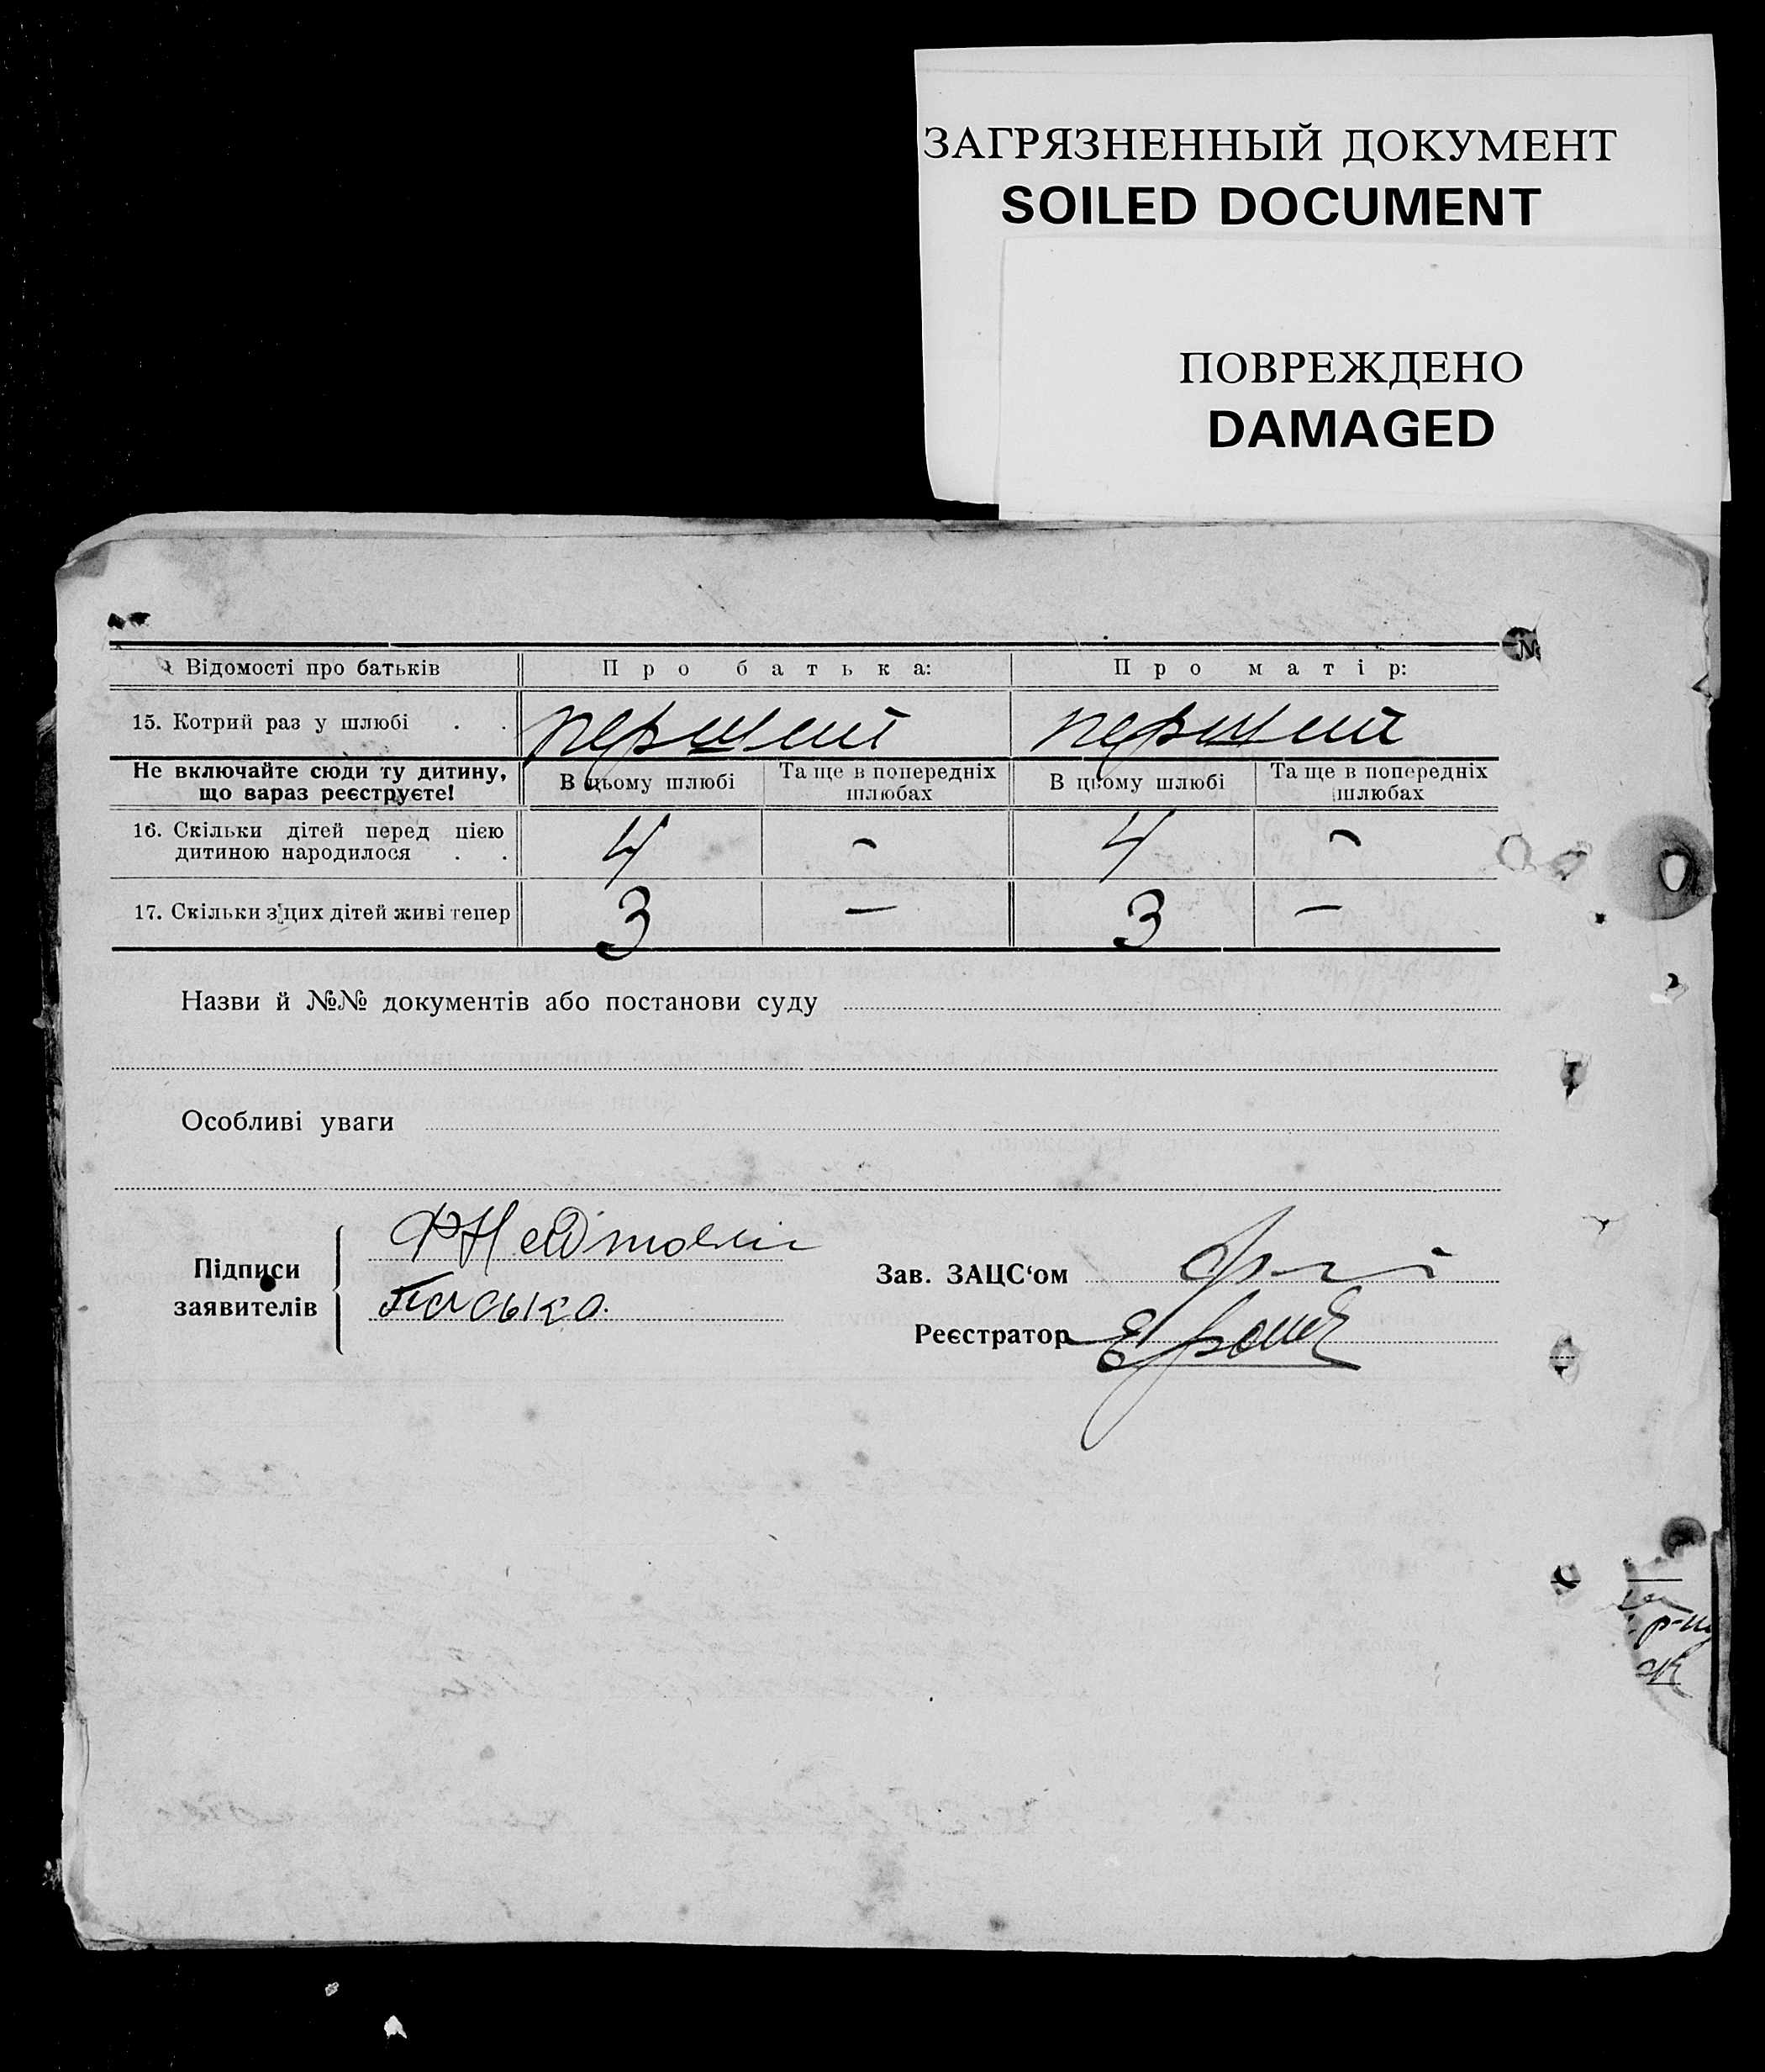 ЗАГРЯЗНЕННЫЙ ДОКУМЕНТ
SOILED DOCUMENT
ПОВРЕЖДЕНО
DAMAGED
№
Відомості про батьків Про батька: Про матір:
15. Котрий раз у шлюбі . . перший перший
Не включайте сюди ту дитину, що вараз реєструєте! В цьому шлюбі Та ще в попередніх шлюбах В цьому шлюбі Та ще в попередніх шлюбах
16. Скільки дітей перед цією дитиною народилося . . 4 - 4 -
17. Скільки з цих дітей живі тепер 3 — 3 —
Назви й №№ документів або постанови суду
Особливі уваги
Підписи заявителів
Зав. ЗАЦС'ом
Реєстратор
р-ну